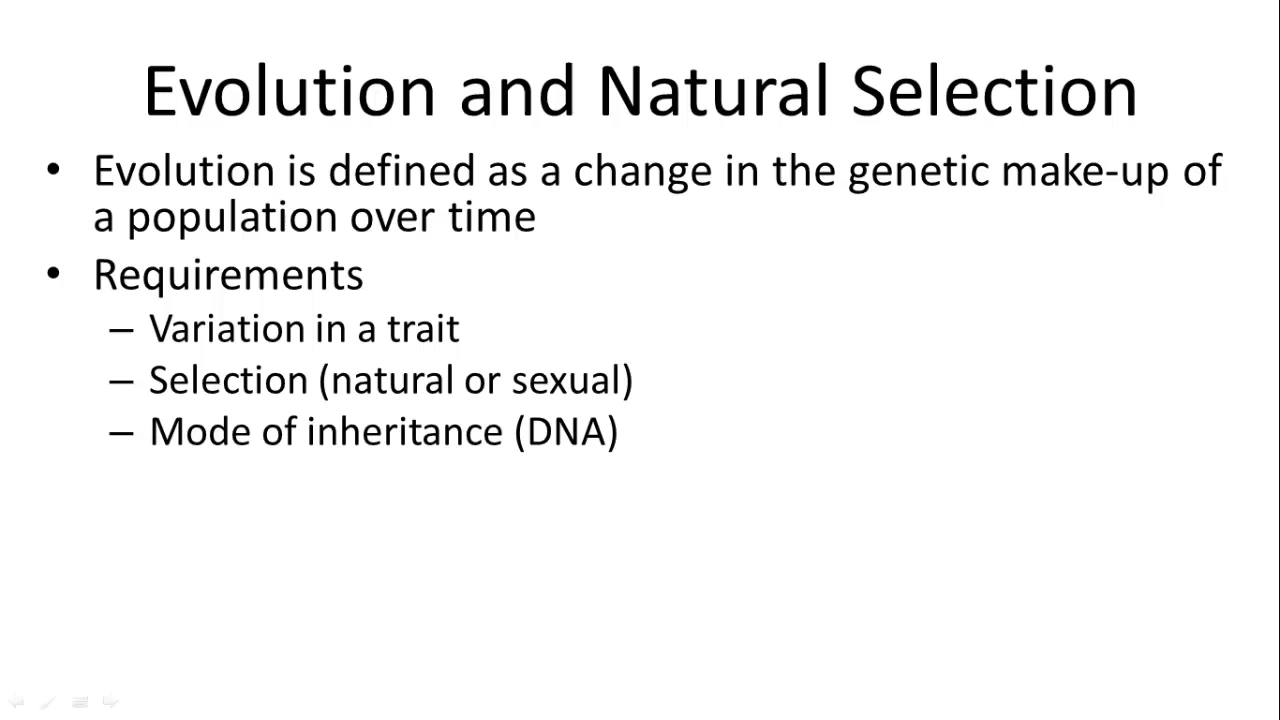 Evolution and Natural Selection
• Evolution is defined as a change in the genetic make-up of
a population over time
• Requirements
– Variation in a trait
– Selection (natural or sexual)
– Mode of inheritance (DNA)